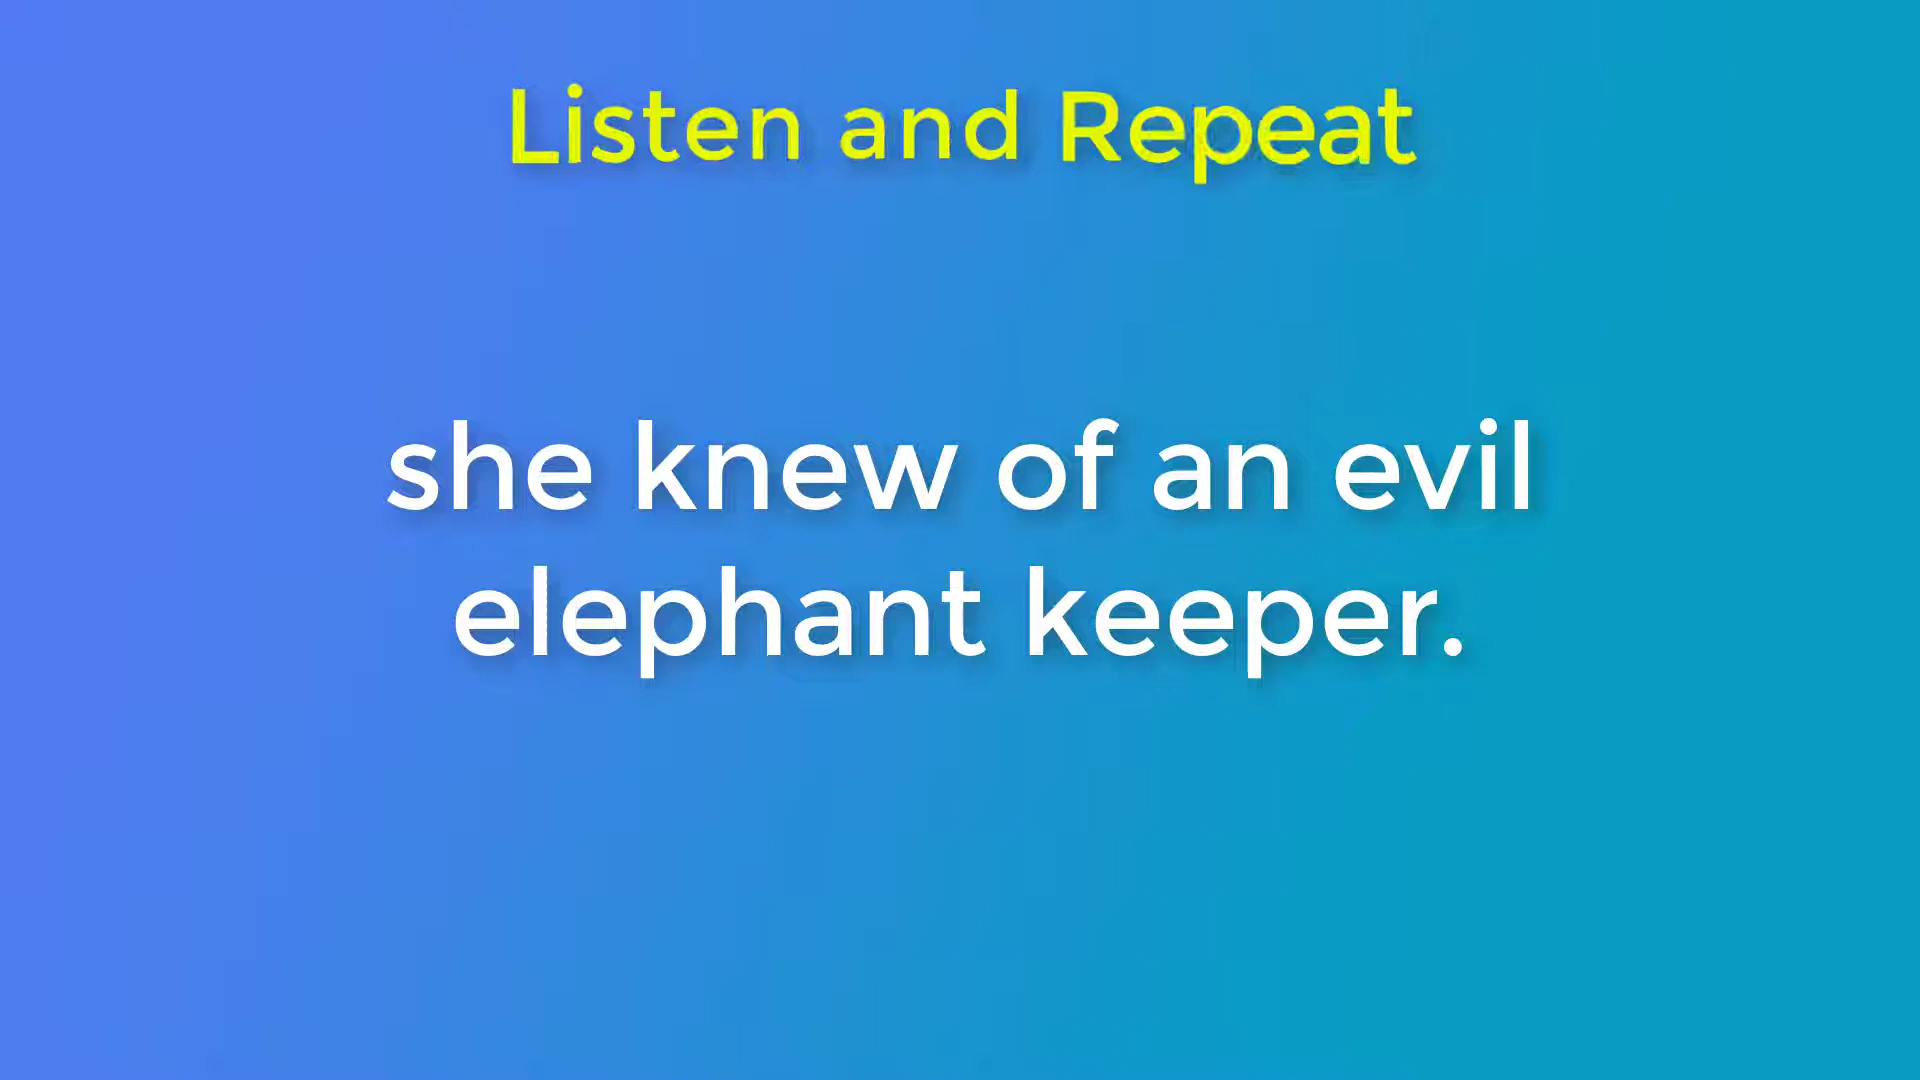 Listen and Repeat
she knew of an evil
elephant keeper.